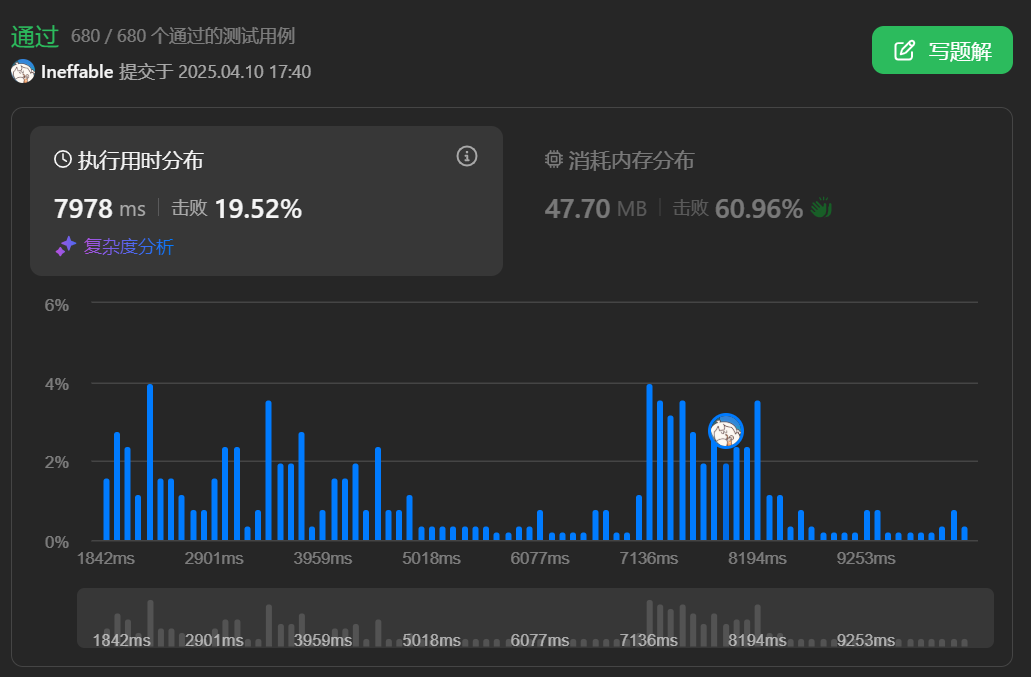 通过 680 / 680 个通过的测试用例
写题解
Ineffable 提交于 2025.04.10 17:40
执行用时分布
消耗内存分布
7978 ms 击败 19.52%
47.70 MB 击败 60.96%
复杂度分析
6%
4%
2%
0%
1842ms 2901ms 3959ms 5018ms 6077ms 7136ms 8194ms 9253ms
1842ms 2901ms 3959ms 5018ms 6077ms 7136ms 8194ms 9253ms